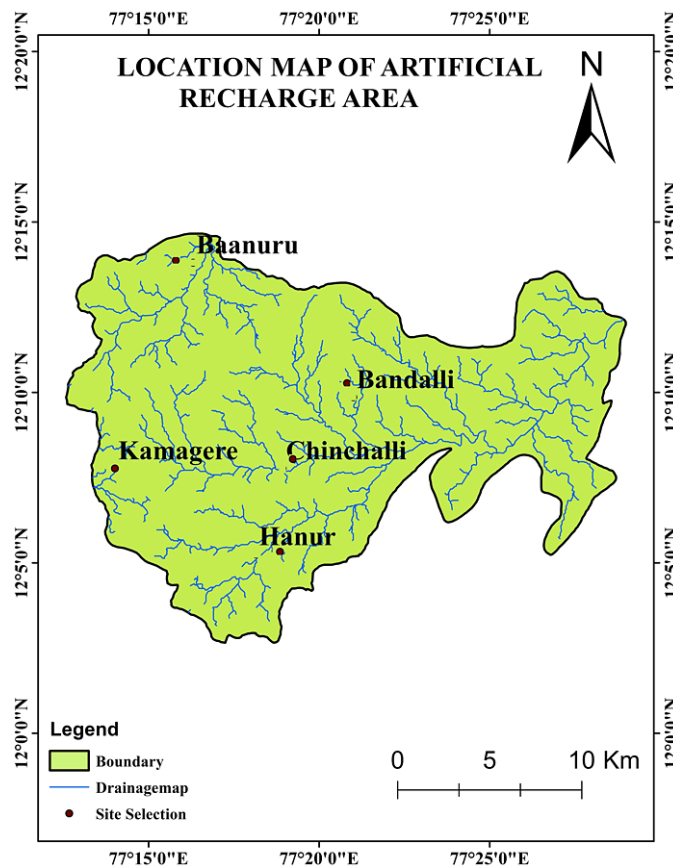 77°15'0"E 77°20'0"E 77°25'0"E
LOCATION MAP OF ARTIFICIAL
RECHARGE AREA
N
12°20'0"N 12°20'0"N
12°15'0"N 12°15'0"N
Baanuru
12°10'0"N 12°10'0"N
Bandalli
Kamagere
Chinchalli
Hanur
12°5'0"N 12°5'0"N
12°0'0"N 12°0'0"N
Legend
Boundary
Drainagemap
Site Selection
0 5 10 Km
77°15'0"E 77°20'0"E 77°25'0"E